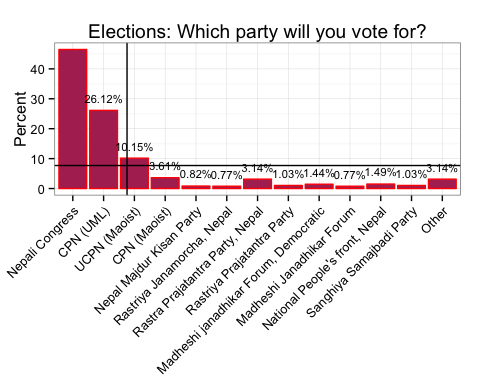 Elections: Which party will you vote for?
Percent
40
30
20
10
0
26.12%
10.15%
3.61%
0.82%
0.77%
3.14%
1.03%
1.44%
0.77%
1.49%
1.03%
3.14%
Nepali Congress
CPN (UML)
UCPN (Maoist)
CPN (Maoist)
Nepal Majdur Kisan Party
Rastriya Janamorcha, Nepal
Rastra Prajatantra Party, Nepal
Rastriya Prajatantra Party
Madheshi janadhikar Forum, Democratic
Madheshi Janadhikar Forum
National People's front, Nepal
Sanghiya Samajbadi Party
Other